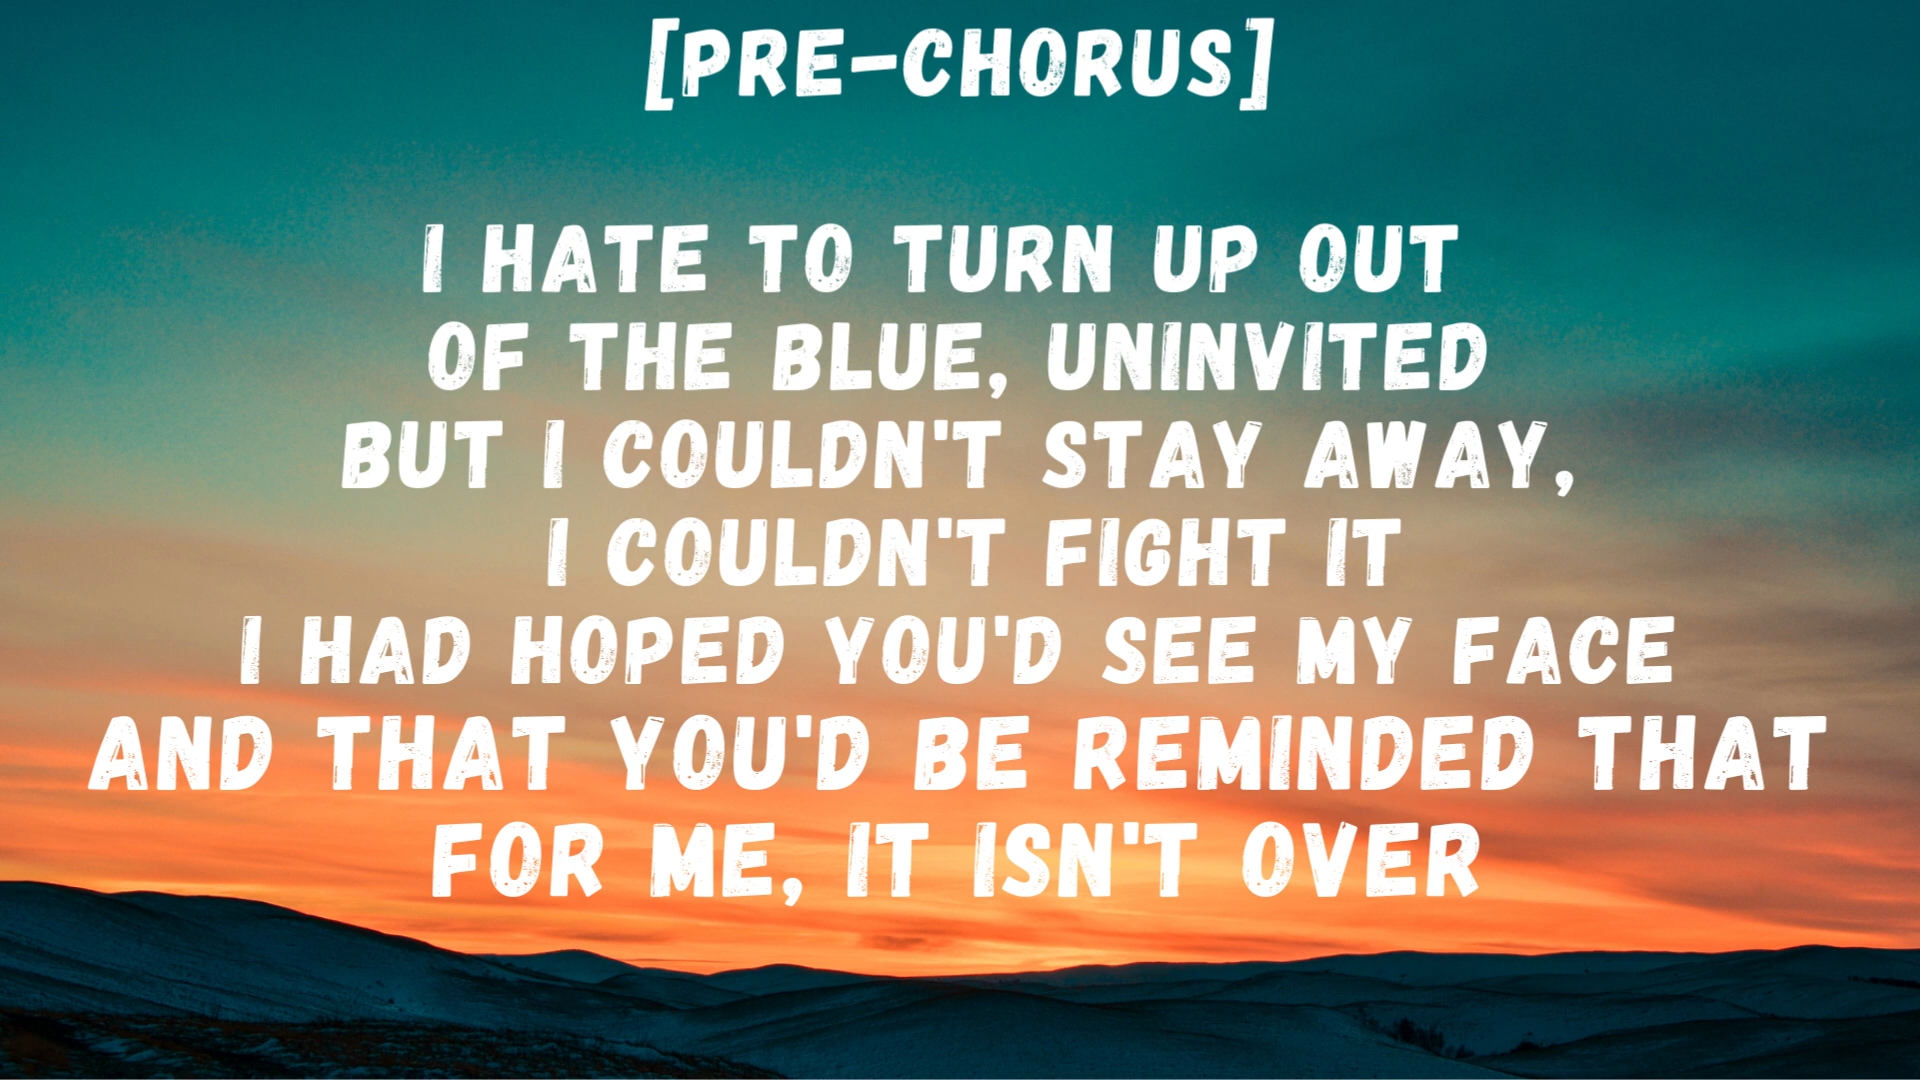 [PRE-CHORUS]
I HATE TO TURN UP OUT
OF THE BLUE, UNINVITED
BUT I COULDN'T STAY AWAY,
I COULDN'T FIGHT IT
I HAD HOPED YOU'D SEE MY FACE
AND THAT YOU'D BE REMINDED THAT
FOR ME, IT ISN'T OVER